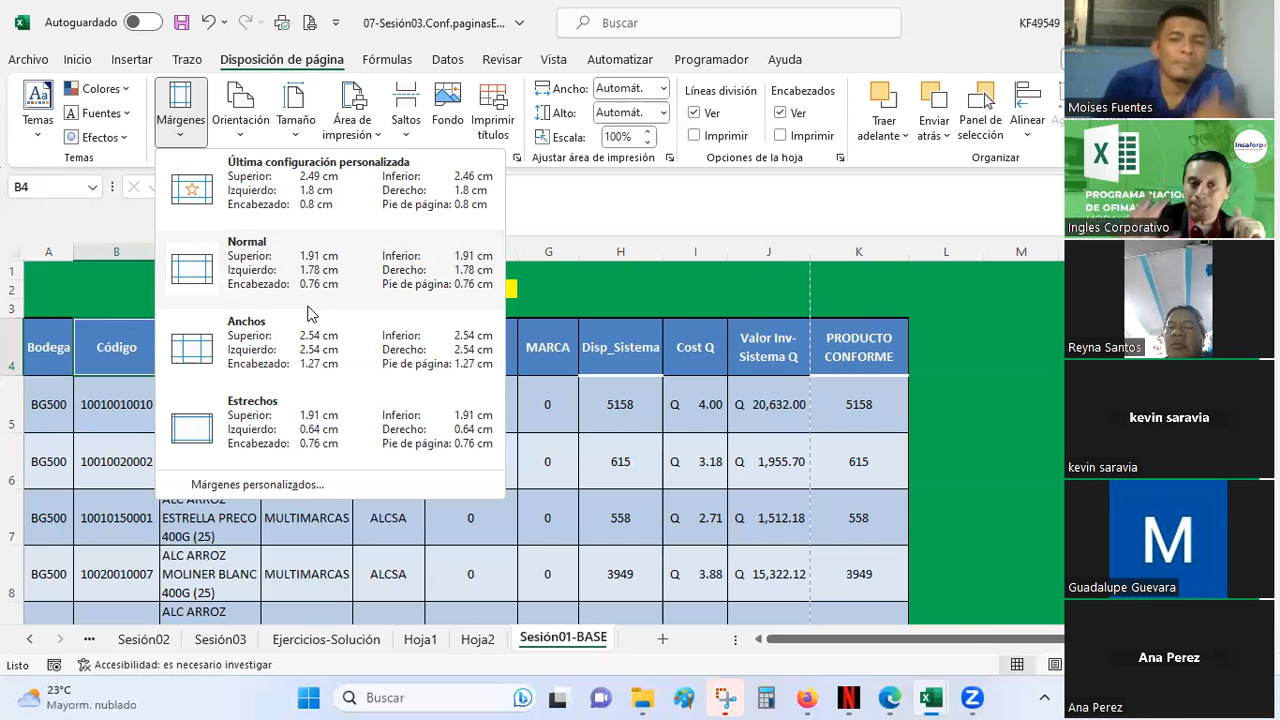 Autoguardado
07-Sesión03.Conf.paginasE...
Buscar
KF49549
Archivo Inicio Insertar Trazo Disposición de página Fórmulas Datos Revisar Vista Automatizar Programador Ayuda
Temas
Colores
Fuentes
Efectos
Temas
Márgenes
Orientación
Tamaño
Área de impresión
Saltos
Fondo
Imprimir títulos
Ancho: Automát.
Alto: Automát.
Escala: 100%
Ajustar área de impresión
Líneas división
Ver
Imprimir
Encabezados
Ver
Imprimir
Opciones de la hoja
Traer adelante
Enviar atrás
Panel de selección
Alinear
Organizar
B4
Última configuración personalizada
Superior: 2.49 cm Inferior: 2.46 cm
Izquierdo: 1.8 cm Derecho: 1.8 cm
Encabezado: 0.8 cm Pie de página: 0.8 cm
Normal
Superior: 1.91 cm Inferior: 1.91 cm
Izquierdo: 1.78 cm Derecho: 1.78 cm
Encabezado: 0.76 cm Pie de página: 0.76 cm
Anchos
Superior: 2.54 cm Inferior: 2.54 cm
Izquierdo: 2.54 cm Derecho: 2.54 cm
Encabezado: 1.27 cm Pie de página: 1.27 cm
Estrechos
Superior: 1.91 cm Inferior: 1.91 cm
Izquierdo: 0.64 cm Derecho: 0.64 cm
Encabezado: 0.76 cm Pie de página: 0.76 cm
Márgenes personalizados...
A B G H I J K L M
1
2
3
4 Bodega Código MARCA Disp_Sistema Cost Q Valor Inv-Sistema Q PRODUCTO CONFORME
5 BG500 10010010010 0 5158 Q 4.00 Q 20,632.00 5158
6 BG500 10010020002 0 615 Q 3.18 Q 1,955.70 615
7 BG500 10010150001 ALC ARROZ ESTRELLA PRECO 400G (25) MULTIMARCAS ALCSA 0 0 558 Q 2.71 Q 1,512.18 558
8 BG500 10020010007 ALC ARROZ MOLINER BLANC 400G (25) MULTIMARCAS ALCSA 0 0 3949 Q 3.88 Q 15,322.12 3949
ALC ARROZ
Sesión02 Sesión03 Ejercicios-Solución Hoja1 Hoja2 Sesión01-BASE
Listo
Accesibilidad: es necesario investigar
23°C
Mayorm. nublado
Buscar
Moises Fuentes
Insaforp
PROGRAMA NACIO
DE OFIMA
Ingles Corporativo
Reyna Santos
kevin saravia
kevin saravia
M
Guadalupe Guevara
Ana Perez
Ana Perez